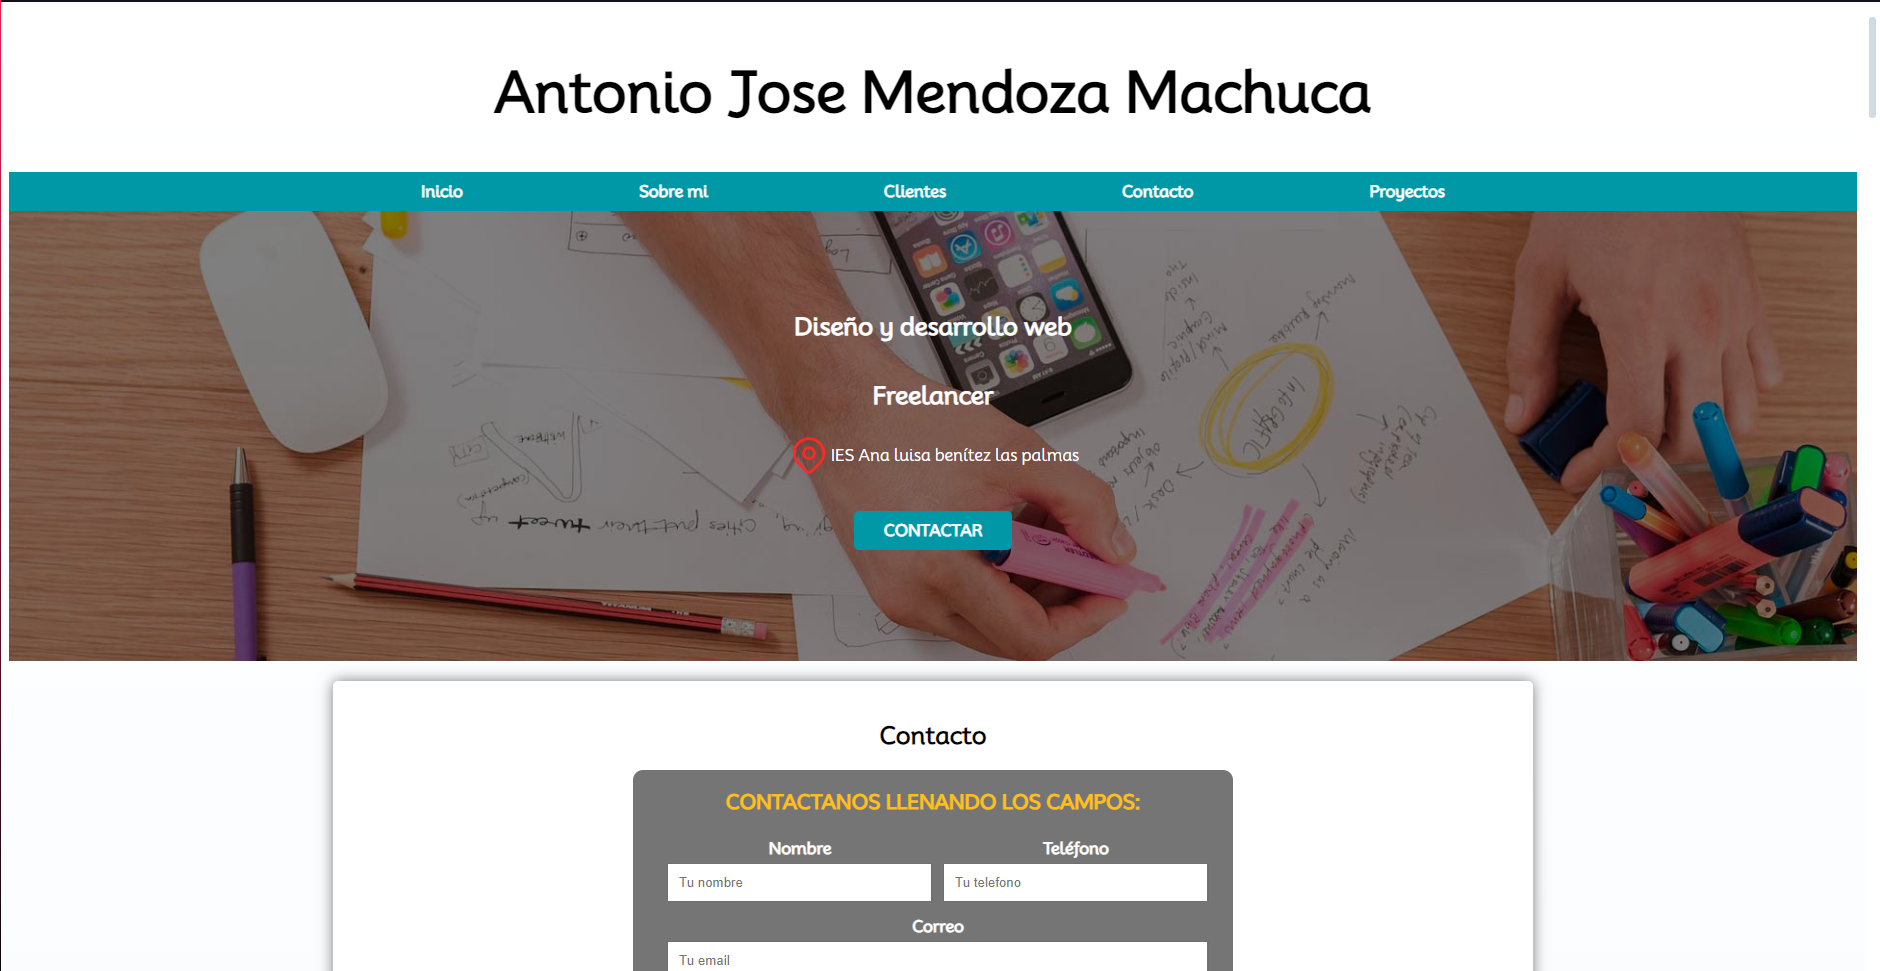 Antonio Jose Mendoza Machuca
Inicio Sobre mi Clientes Contacto Proyectos
Diseño y desarrollo web
Freelancer
IES Ana luisa benítez las palmas
CONTACTAR
INFOGRAFIC
Contacto
CONTACTANOS LLENANDO LOS CAMPOS:
Nombre Teléfono
Tu nombre Tu telefono
Correo
Tu email